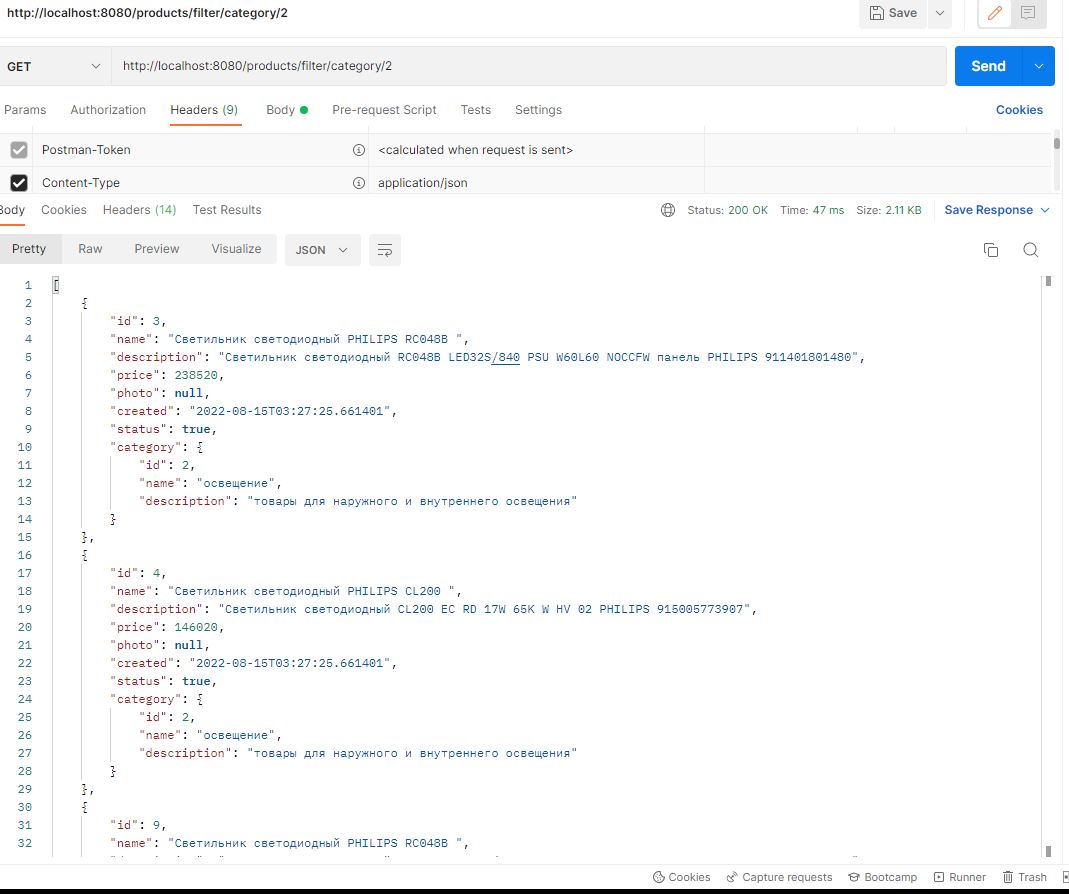 http://localhost:8080/products/filter/category/2
Save
GET http://localhost:8080/products/filter/category/2 Send
Params Authorization Headers (9) Body Pre-request Script Tests Settings Cookies
Postman-Token <calculated when request is sent>
Content-Type application/json
Body Cookies Headers (14) Test Results Status: 200 OK Time: 47 ms Size: 2.11 KB Save Response
Pretty Raw Preview Visualize JSON
1 [
2 {
3 "id": 3,
4 "name": "Светильник светодиодный PHILIPS RC048B ",
5 "description": "Светильник светодиодный RC048B LED32S/840 PSU W60L60 NOCCFW панель PHILIPS 911401801480",
6 "price": 238520,
7 "photo": null,
8 "created": "2022-08-15T03:27:25.661401",
9 "status": true,
10 "category": {
11 "id": 2,
12 "name": "освещение",
13 "description": "товары для наружного и внутреннего освещения"
14 }
15 },
16 {
17 "id": 4,
18 "name": "Светильник светодиодный PHILIPS CL200 ",
19 "description": "Светильник светодиодный CL200 EC RD 17W 65K W HV 02 PHILIPS 915005773907",
20 "price": 146020,
21 "photo": null,
22 "created": "2022-08-15T03:27:25.661401",
23 "status": true,
24 "category": {
25 "id": 2,
26 "name": "освещение",
27 "description": "товары для наружного и внутреннего освещения"
28 }
29 },
30 {
31 "id": 9,
32 "name": "Светильник светодиодный PHILIPS RC048B ",
Cookies Capture requests Bootcamp Runner Trash